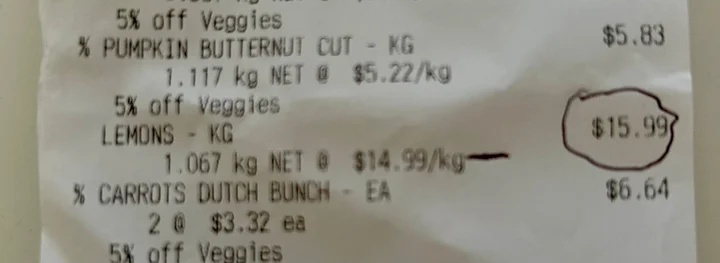 5% off Veggies
% PUMPKIN BUTTERNUT CUT - KG $5.83
1.117 kg NET @ $5.22/kg
5% off Veggies
LEMONS - KG $15.99
1.067 kg NET @ $14.99/kg
% CARROTS DUTCH BUNCH - EA $6.64
2 @ $3.32 ea
5% off Veggies